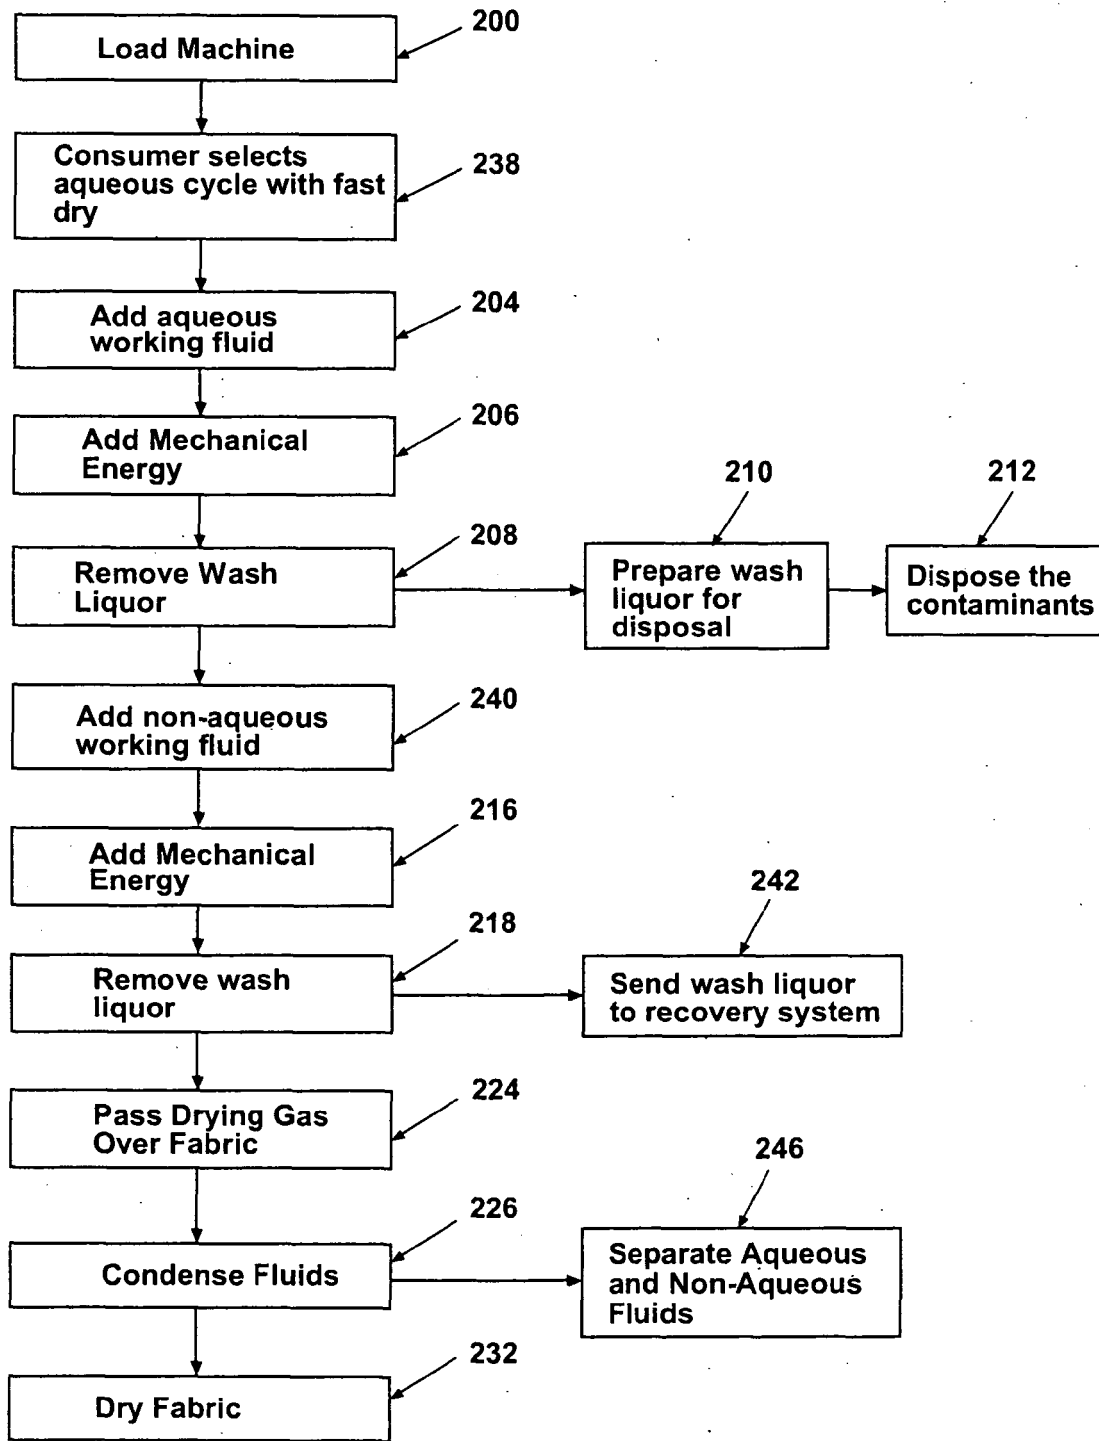 Load Machine
200
Consumer selects
aqueous cycle with fast
dry
238
Add aqueous
working fluid
204
Add Mechanical
Energy
206
Remove Wash
Liquor
208
Prepare wash
liquor for
disposal
210
Dispose the
contaminants
212
Add non-aqueous
working fluid
240
Add Mechanical
Energy
216
Remove wash
liquor
218
Send wash liquor
to recovery system
242
Pass Drying Gas
Over Fabric
224
Condense Fluids
226
Separate Aqueous
and Non-Aqueous
Fluids
246
Dry Fabric
232